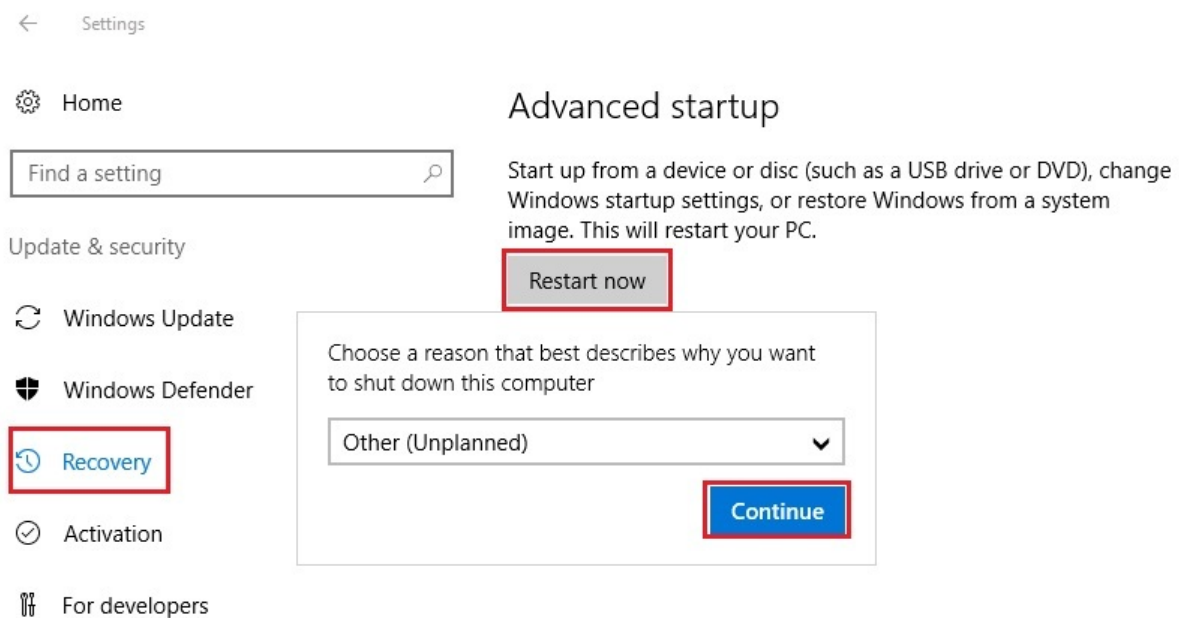 Settings
Home
Find a setting
Update & security
Windows Update
Windows Defender
Recovery
Activation
For developers
Advanced startup
Start up from a device or disc (such as a USB drive or DVD), change
Windows startup settings, or restore Windows from a system
image. This will restart your PC.
Restart now
Choose a reason that best describes why you want
to shut down this computer
Other (Unplanned)
Continue